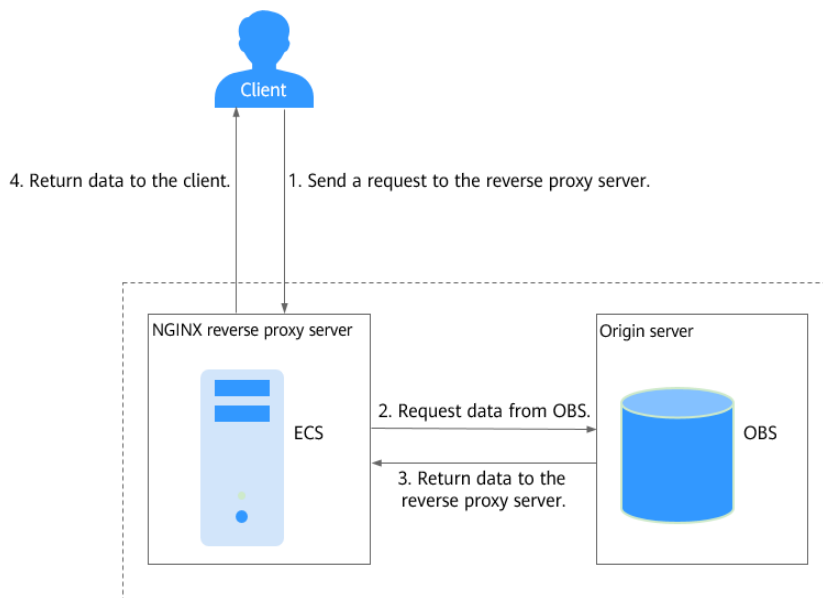 Client
4. Return data to the client.
1. Send a request to the reverse proxy server.
NGINX reverse proxy server
Origin server
2. Request data from OBS.
ECS
OBS
3. Return data to the
reverse proxy server.